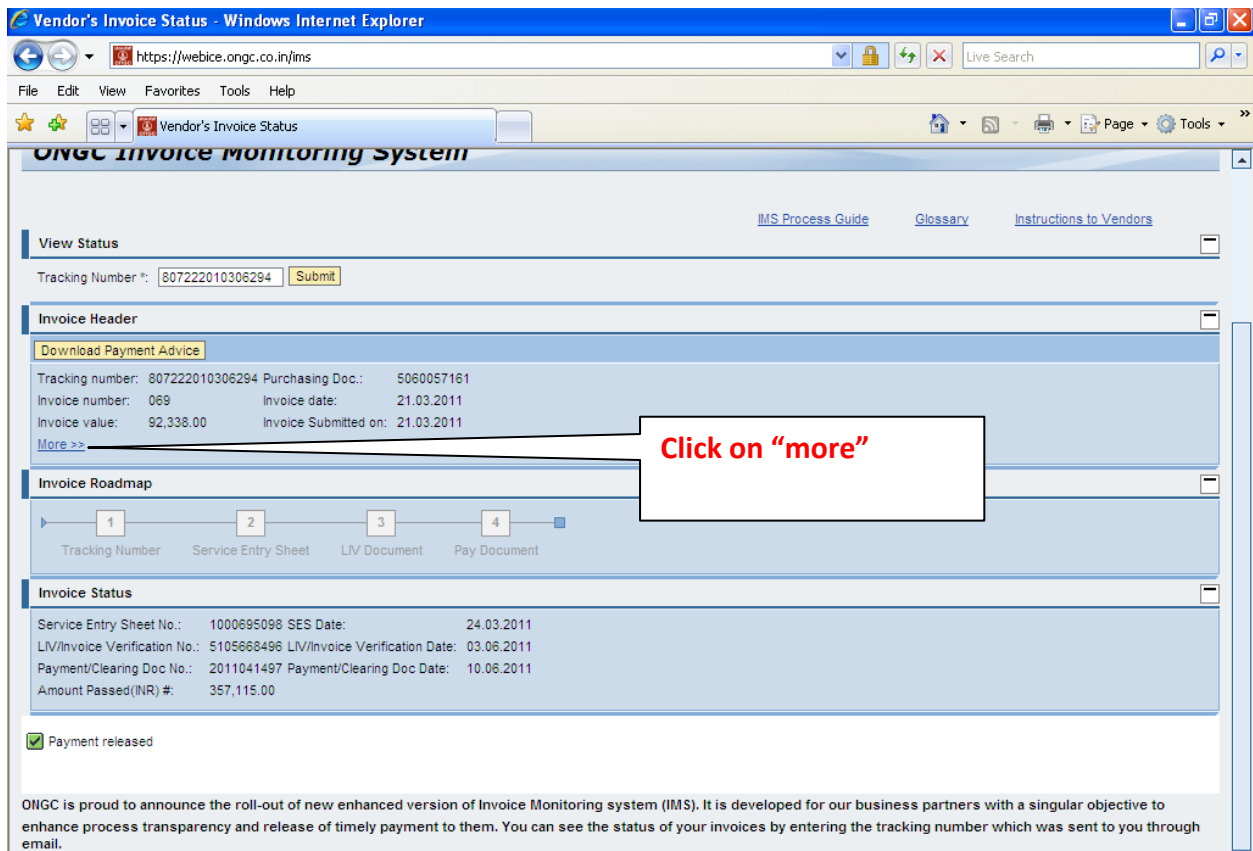 Vendor's Invoice Status - Windows Internet Explorer
https://webice.ongc.co.in/ims
Live Search
File Edit View Favorites Tools Help
Vendor's Invoice Status
Page Tools
ONGC Invoice Monitoring System
IMS Process Guide Glossary Instructions to Vendors
View Status
Tracking Number *: 807222010306294 Submit
Invoice Header
Download Payment Advice
Tracking number: 807222010306294 Purchasing Doc.: 5060057161
Invoice number: 069 Invoice date: 21.03.2011
Invoice value: 92,338.00 Invoice Submitted on: 21.03.2011
More >>
Click on “more”
Invoice Roadmap
1 2 3 4
Tracking Number Service Entry Sheet LIV Document Pay Document
Invoice Status
Service Entry Sheet No.: 1000695098 SES Date: 24.03.2011
LIV/Invoice Verification No.: 5105668496 LIV/Invoice Verification Date: 03.06.2011
Payment/Clearing Doc No.: 2011041497 Payment/Clearing Doc Date: 10.06.2011
Amount Passed(INR) #: 357,115.00
Payment released
ONGC is proud to announce the roll-out of new enhanced version of Invoice Monitoring system (IMS). It is developed for our business partners with a singular objective to
enhance process transparency and release of timely payment to them. You can see the status of your invoices by entering the tracking number which was sent to you through
email.